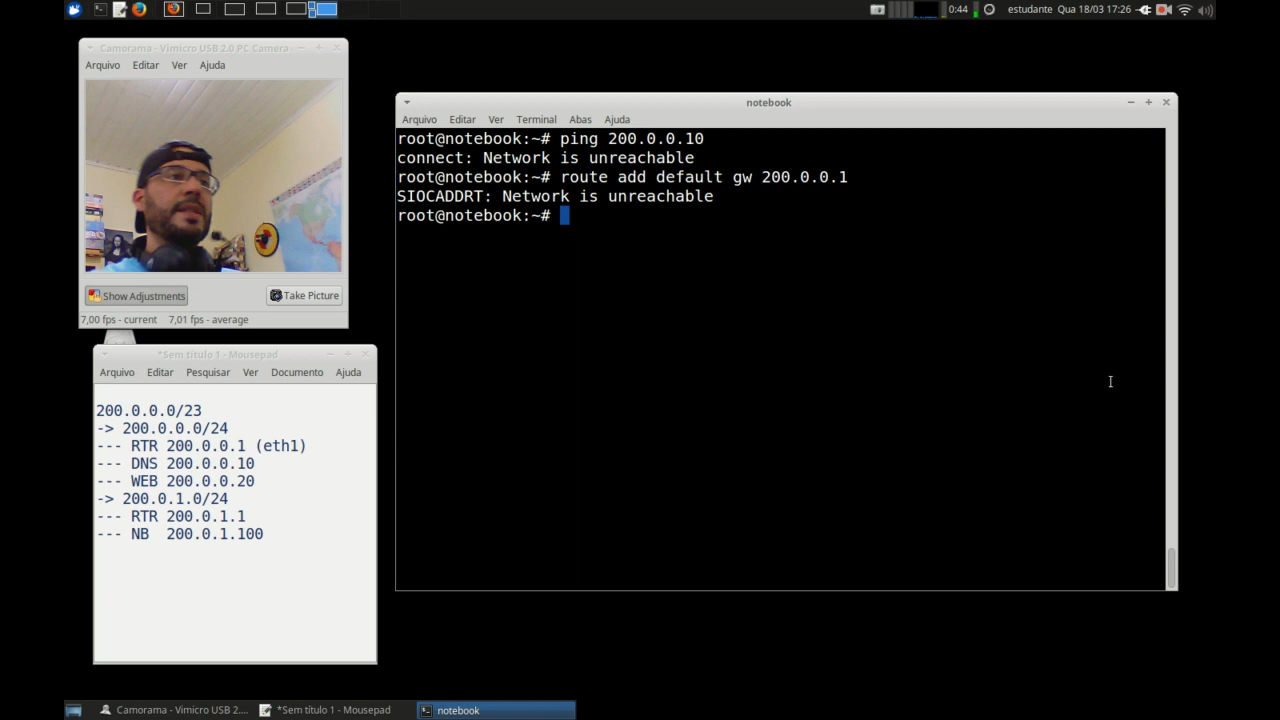 0:44 estudante Qua 18/03 17:26
Camorama - Vimicro USB 2.0 PC Camera
Arquivo Editar Ver Ajuda
Show Adjustments Take Picture
7,00 fps - current 7,01 fps - average
*Sem título 1 - Mousepad
Arquivo Editar Pesquisar Ver Documento Ajuda
200.0.0.0/23
-> 200.0.0.0/24
--- RTR 200.0.0.1 (eth1)
--- DNS 200.0.0.10
--- WEB 200.0.0.20
-> 200.0.1.0/24
--- RTR 200.0.1.1
--- NB 200.0.1.100
notebook
Arquivo Editar Ver Terminal Abas Ajuda
root@notebook:~# ping 200.0.0.10
connect: Network is unreachable
root@notebook:~# route add default gw 200.0.0.1
SIOCADDRT: Network is unreachable
root@notebook:~#
Camorama - Vimicro USB 2.... *Sem título 1 - Mousepad notebook